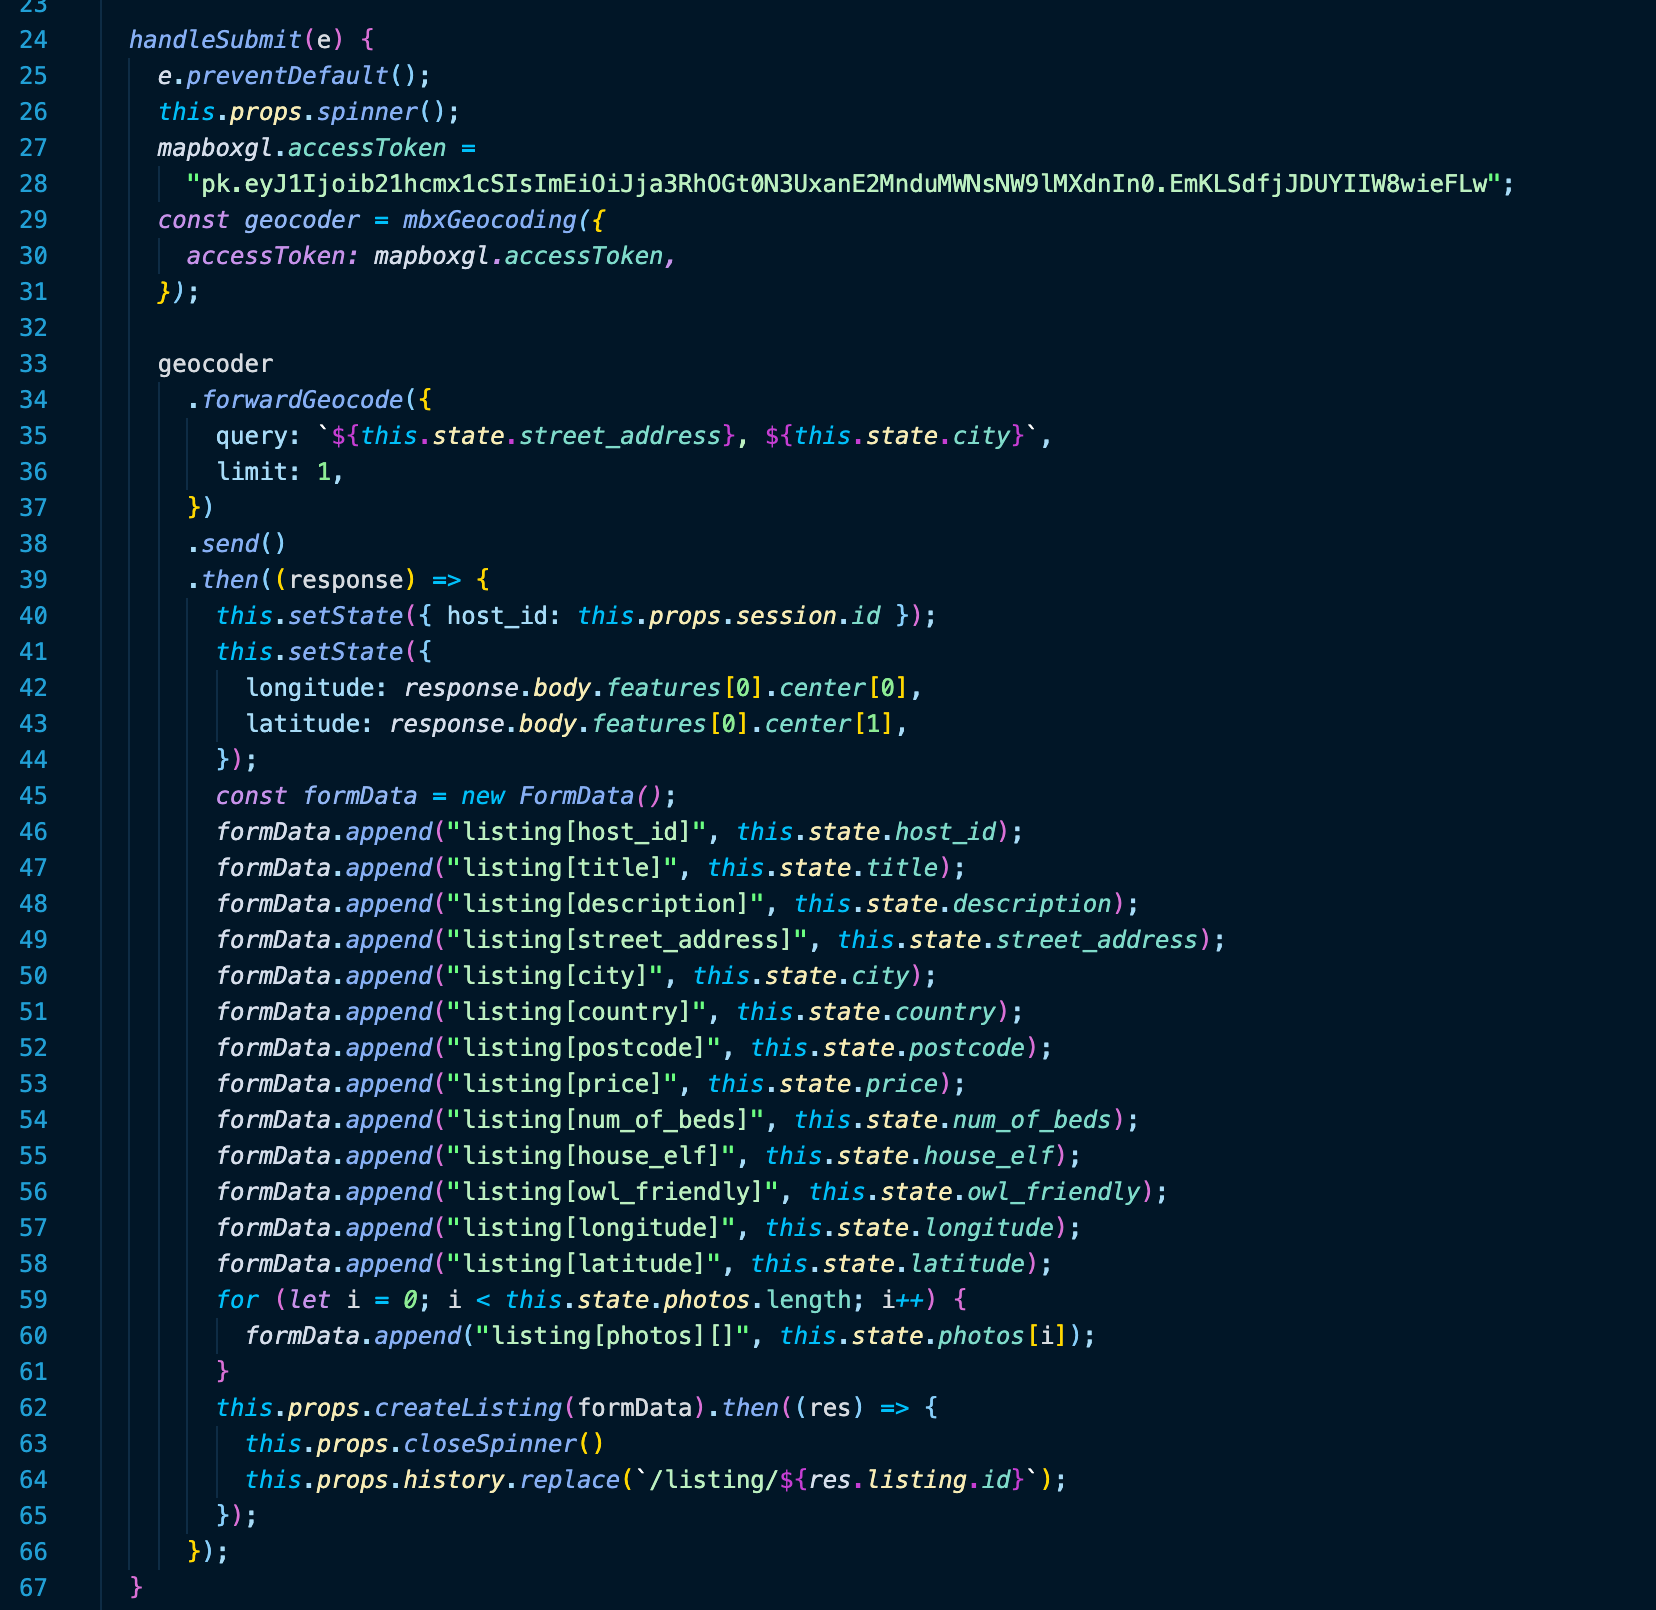 23
24 handleSubmit(e) {
25 e.preventDefault();
26 this.props.spinner();
27 mapboxgl.accessToken =
28 "pk.eyJ1Ijoib21hcmx1cSIsImEiOiJja3RhOGt0N3UxanE2MnduMWNsNW9lMXdnIn0.EmKLSdfjJDUYIIW8wieFLw";
29 const geocoder = mbxGeocoding({
30 accessToken: mapboxgl.accessToken,
31 });
32
33 geocoder
34 .forwardGeocode({
35 query: `${this.state.street_address}, ${this.state.city}`,
36 limit: 1,
37 })
38 .send()
39 .then((response) => {
40 this.setState({ host_id: this.props.session.id });
41 this.setState({
42 longitude: response.body.features[0].center[0],
43 latitude: response.body.features[0].center[1],
44 });
45 const formData = new FormData();
46 formData.append("listing[host_id]", this.state.host_id);
47 formData.append("listing[title]", this.state.title);
48 formData.append("listing[description]", this.state.description);
49 formData.append("listing[street_address]", this.state.street_address);
50 formData.append("listing[city]", this.state.city);
51 formData.append("listing[country]", this.state.country);
52 formData.append("listing[postcode]", this.state.postcode);
53 formData.append("listing[price]", this.state.price);
54 formData.append("listing[num_of_beds]", this.state.num_of_beds);
55 formData.append("listing[house_elf]", this.state.house_elf);
56 formData.append("listing[owl_friendly]", this.state.owl_friendly);
57 formData.append("listing[longitude]", this.state.longitude);
58 formData.append("listing[latitude]", this.state.latitude);
59 for (let i = 0; i < this.state.photos.length; i++) {
60 formData.append("listing[photos][]", this.state.photos[i]);
61 }
62 this.props.createListing(formData).then((res) => {
63 this.props.closeSpinner()
64 this.props.history.replace(`/listing/${res.listing.id}`);
65 });
66 });
67 }